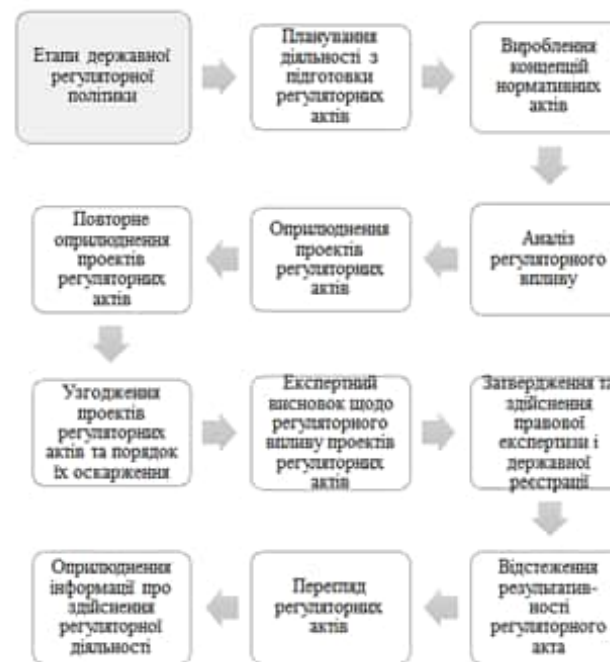 Етапи державної
регуляторної
політики
Планування
діяльності з
підготовки
регуляторних
актів
Вироблення
концепцій
нормативних
актів
Аналіз
регуляторного
впливу
Оприлюднення
проектів
регуляторних
актів
Повторне
оприлюднення
проектів
регуляторних
актів
Узгодження
проектів
регуляторних
актів та порядок
їх оскарження
Експертний
висновок щодо
регуляторного
впливу проектів
регуляторних
актів
Затвердження та
здійснення
правової
експертизи і
державної
реєстрації
Відстеження
результатив-
ності
регуляторного
акта
Перегляд
регуляторних
актів
Оприлюднення
інформації про
здійснення
регуляторної
діяльності